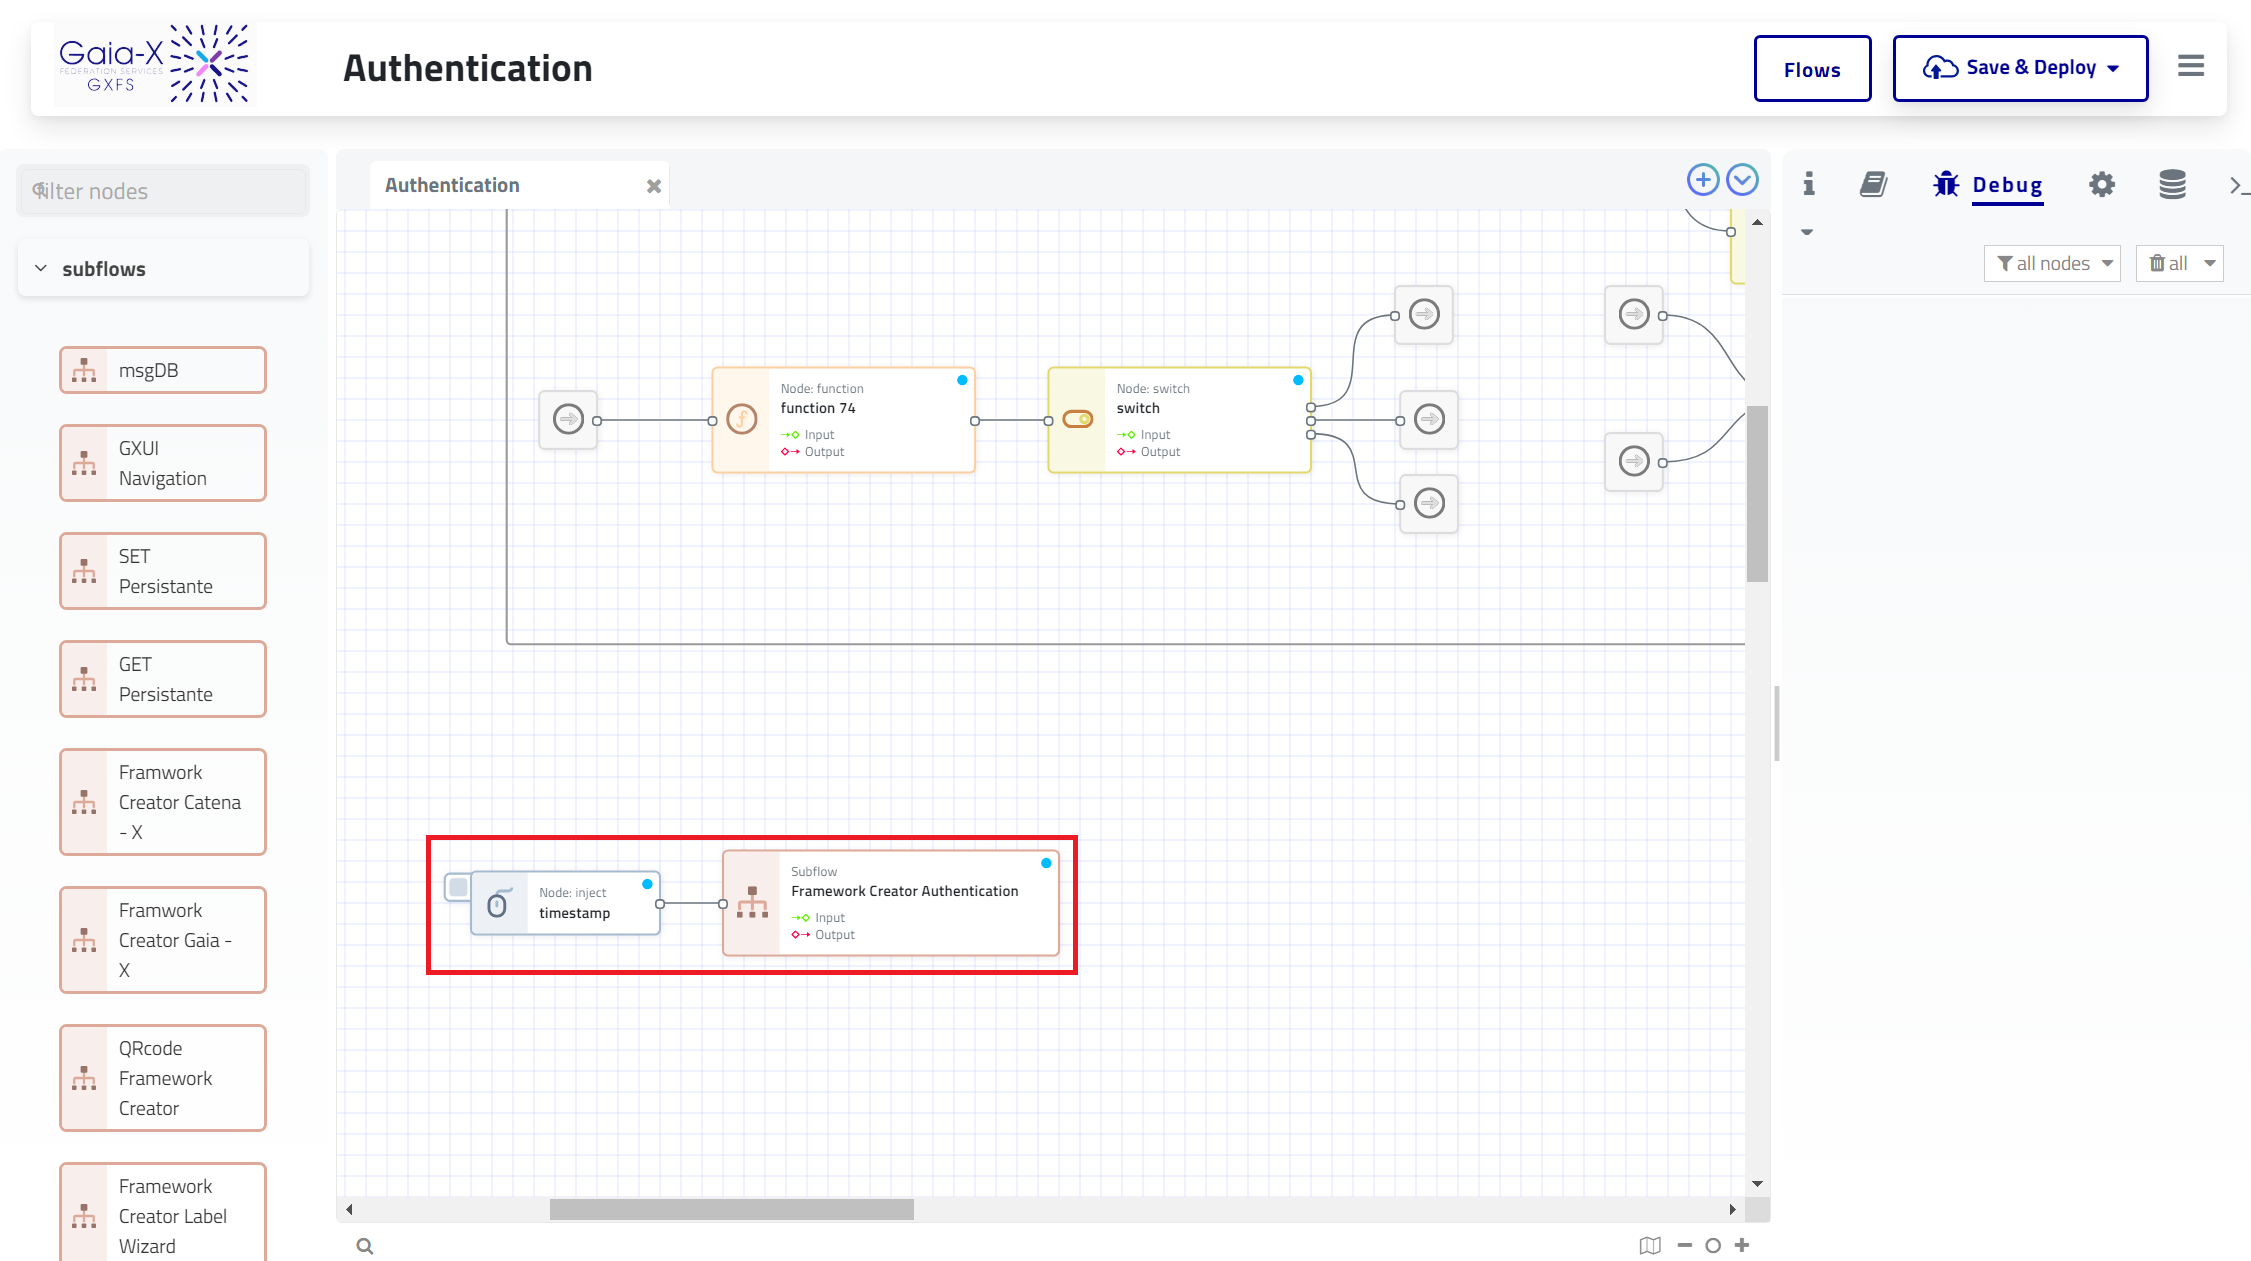 Gaia-X
FEDERATION SERVICES
GXFS
Authentication
Flows
Save & Deploy
filter nodes
subflows
msgDB
GXUI
Navigation
SET
Persistante
GET
Persistante
Framwork
Creator Catena
- X
Framwork
Creator Gaia -
X
QRcode
Framework
Creator
Framework
Creator Label
Wizard
Authentication
Node: function
function 74
Input
Output
Node: switch
switch
Input
Output
Node: inject
timestamp
Subflow
Framework Creator Authentication
Input
Output
Debug
all nodes
all